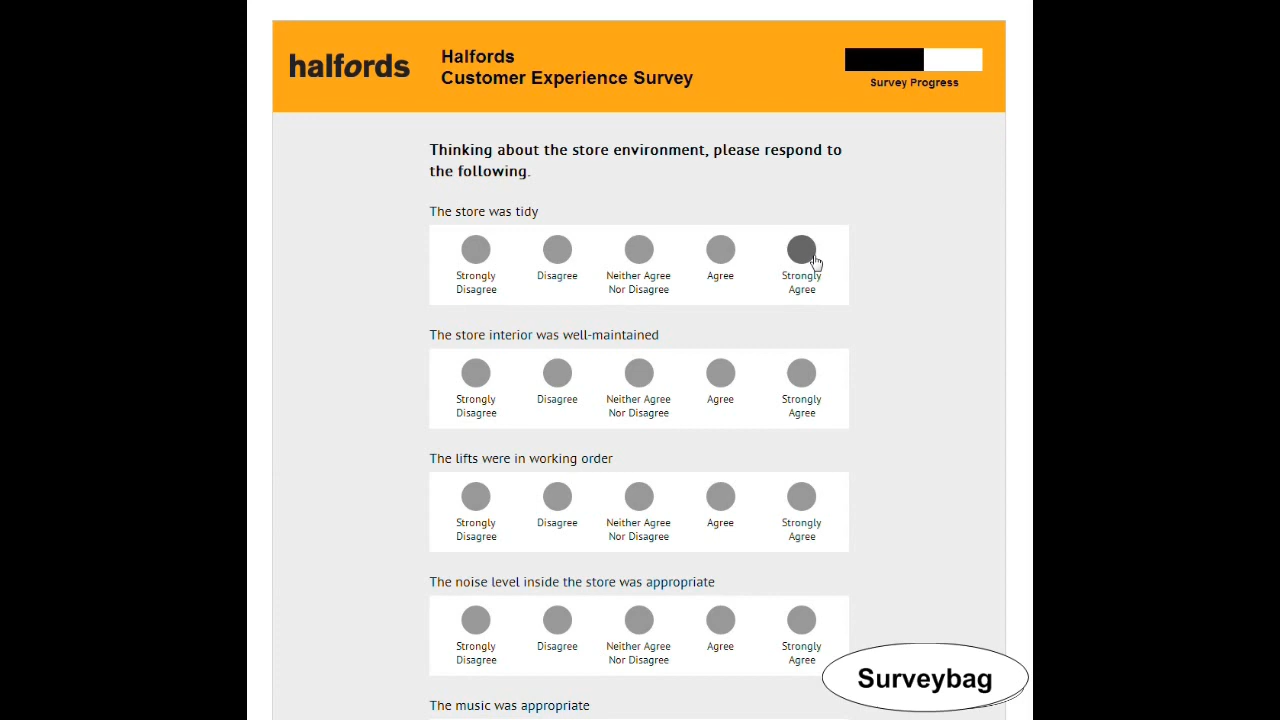 halfords
Halfords
Customer Experience Survey
Survey Progress
Thinking about the store environment, please respond to
the following.
The store was tidy
Strongly Disagree Neither Agree Agree Strongly
Disagree Nor Disagree Agree
The store interior was well-maintained
Strongly Disagree Neither Agree Agree Strongly
Disagree Nor Disagree Agree
The lifts were in working order
Strongly Disagree Neither Agree Agree Strongly
Disagree Nor Disagree Agree
The noise level inside the store was appropriate
Strongly Disagree Neither Agree Agree Strongly
Disagree Nor Disagree Agree
Surveybag
The music was appropriate